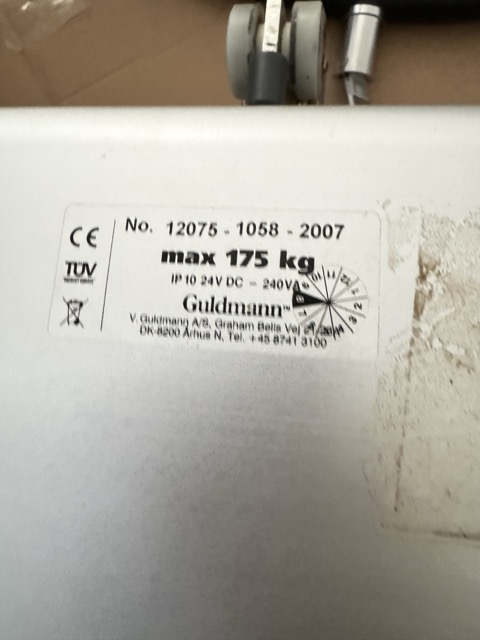 CE
TÜV
No. 12075 - 1058 - 2007
max 175 kg
IP 10 24V DC - 240VA
Guldmann™
V. Guldmann A/S, Graham Bells Vej
DK-8200 Århus N, Tel. +45 8741 3100